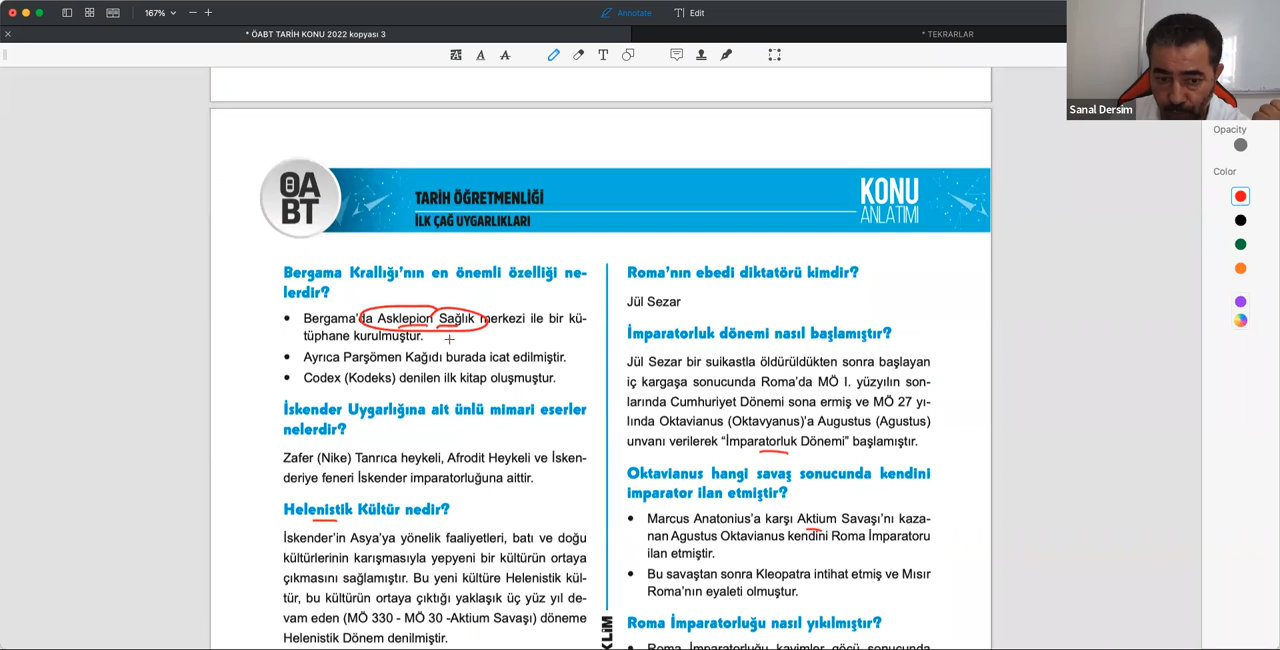 167%
Annotate
Edit
* ÖABT TARİH KONU 2022 kopyası 3
* TEKRARLAR
Sanal Dersim
Opacity
Color
ÖA
BT
TARİH ÖĞRETMENLİĞİ
İLK ÇAĞ UYGARLIKLARI
KONU
ANLATIMI
Bergama Krallığı’nın en önemli özelliği ne-
lerdir?
• Bergama’da Asklepion Sağlık merkezi ile bir kü-
tüphane kurulmuştur.
• Ayrıca Parşömen Kağıdı burada icat edilmiştir.
• Codex (Kodeks) denilen ilk kitap oluşmuştur.
İskender Uygarlığına ait ünlü mimari eserler
nelerdir?
Zafer (Nike) Tanrıca heykeli, Afrodit Heykeli ve İsken-
deriye feneri İskender imparatorluğuna aittir.
Helenistik Kültür nedir?
İskender’in Asya’ya yönelik faaliyetleri, batı ve doğu
kültürlerinin karışmasıyla yepyeni bir kültürün ortaya
çıkmasını sağlamıştır. Bu yeni kültüre Helenistik kül-
tür, bu kültürün ortaya çıktığı yaklaşık üç yüz yıl de-
vam eden (MÖ 330 - MÖ 30 -Aktium Savaşı) döneme
Helenistik Dönem denilmiştir.
Roma’nın ebedi diktatörü kimdir?
Jül Sezar
İmparatorluk dönemi nasıl başlamıştır?
Jül Sezar bir suikastla öldürüldükten sonra başlayan
iç kargaşa sonucunda Roma’da MÖ I. yüzyılın son-
larında Cumhuriyet Dönemi sona ermiş ve MÖ 27 yı-
lında Oktavianus (Oktavyanus)’a Augustus (Agustus)
unvanı verilerek “İmparatorluk Dönemi” başlamıştır.
Oktavianus hangi savaş sonucunda kendini
imparator ilan etmiştir?
• Marcus Anatonius’a karşı Aktium Savaşı’nı kaza-
nan Agustus Oktavianus kendini Roma İmparatoru
ilan etmiştir.
• Bu savaştan sonra Kleopatra intihat etmiş ve Mısır
Roma’nın eyaleti olmuştur.
Roma İmparatorluğu nasıl yıkılmıştır?
• Roma İmparatorluğu kavimler göçü sonucunda
KLİM